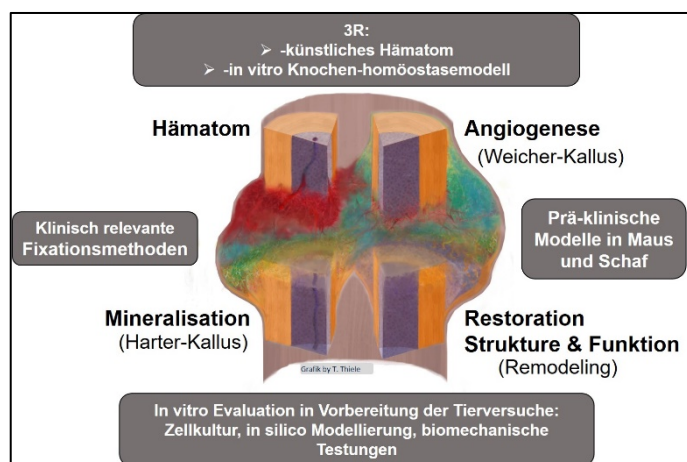 3R:
➢ -künstliches Hämatom
➢ -in vitro Knochen-homöostasemodell
Hämatom
Angiogenese
(Weicher-Kallus)
Klinisch relevante
Fixationsmethoden
Prä-klinische
Modelle in Maus
und Schaf
Mineralisation
(Harter-Kallus)
Restoration
Strukture & Funktion
(Remodeling)
Grafik by T. Thiele
In vitro Evaluation in Vorbereitung der Tierversuche:
Zellkultur, in silico Modellierung, biomechanische
Testungen